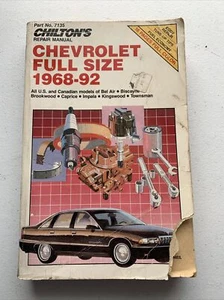 Part No. 7135
CHILTON'S
REPAIR MANUAL
CHEVROLET
FULL SIZE
1968-92
All U.S. and Canadian models of Bel Air • Biscayne
Brookwood • Caprice • Impala • Kingswood • Townsman